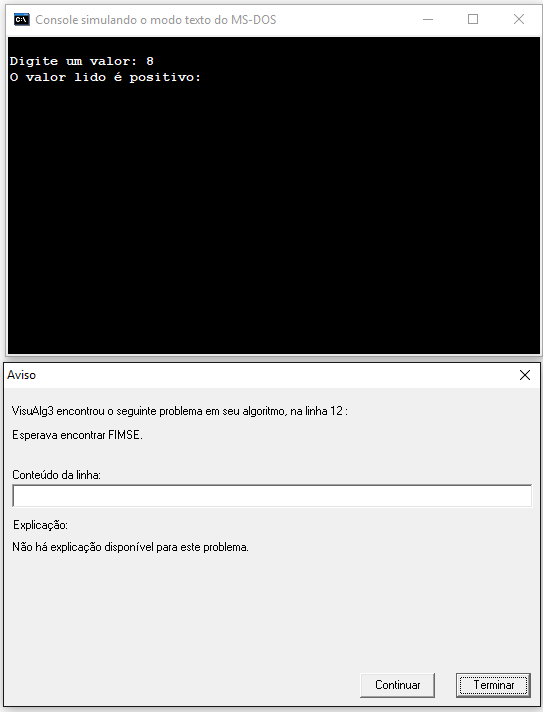 Console simulando o modo texto do MS-DOS
Digite um valor: 8
O valor lido é positivo:
Aviso
VisuAlg3 encontrou o seguinte problema em seu algoritmo, na linha 12 :
Esperava encontrar FIMSE.
Conteúdo da linha:
Explicação:
Não há explicação disponível para este problema.
Continuar Terminar